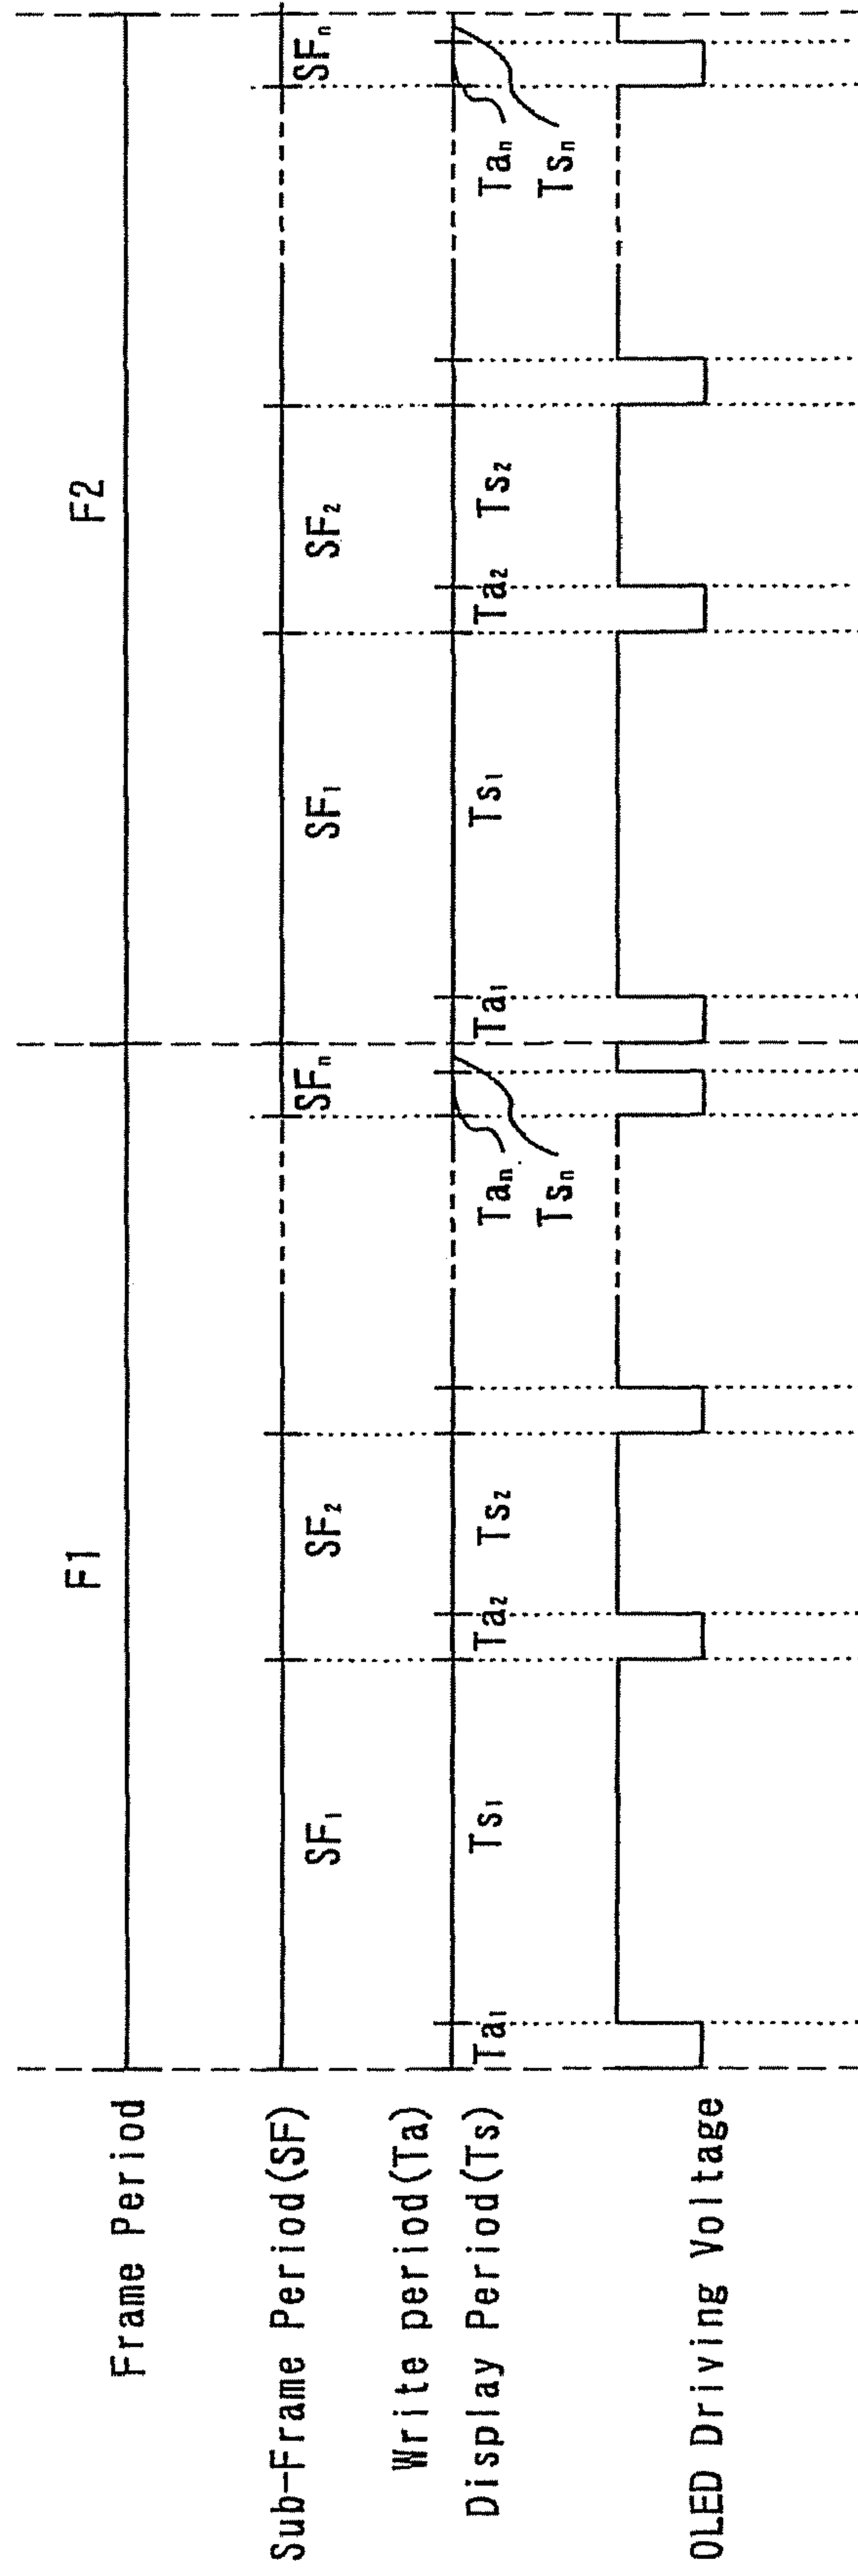 Frame Period
F1
F2
Sub-Frame Period(SF)
SF₁
SF₂
SFₙ
SF₁
SF₂
SFₙ
Write period(Ta)
Display Period(Ts)
Ta₁
Ts₁
Ta₂
Ts₂
Taₙ
Tsₙ
Ta₁
Ts₁
Ta₂
Ts₂
Taₙ
Tsₙ
OLED Driving Voltage